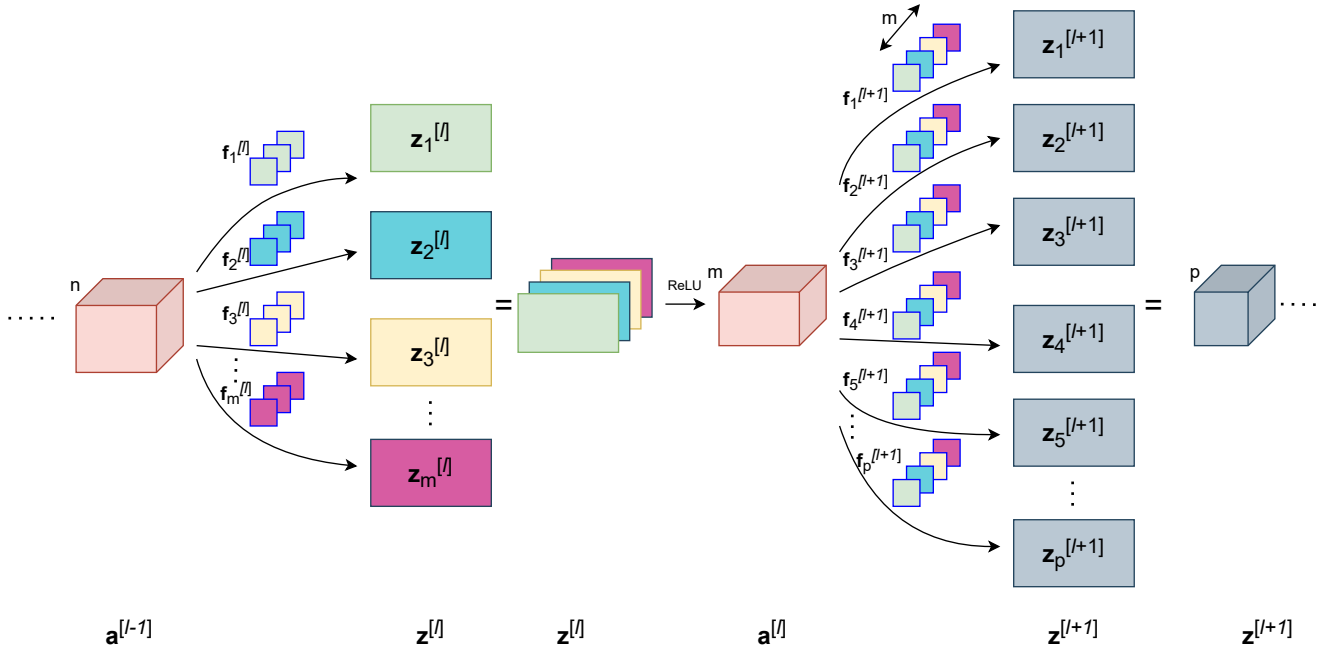 n
f₁[l]
f₂[l]
f₃[l]
⋮
fₘ[l]
z₁[l]
z₂[l]
z₃[l]
⋮
zₘ[l]
=
ReLU
m
m
f₁[l+1]
f₂[l+1]
f₃[l+1]
f₄[l+1]
f₅[l+1]
⋮
fₚ[l+1]
z₁[l+1]
z₂[l+1]
z₃[l+1]
z₄[l+1]
z₅[l+1]
⋮
zₚ[l+1]
=
p
a[l-1]
z[l]
z[l]
a[l]
z[l+1]
z[l+1]